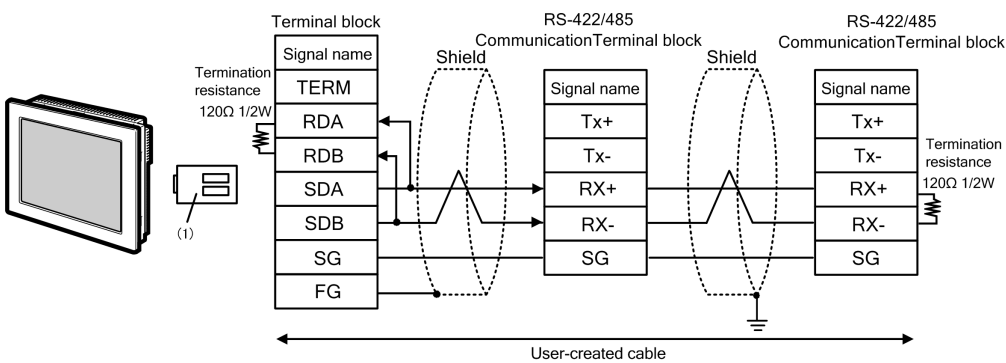 Terminal block
Signal name
TERM
RDA
RDB
SDA
SDB
SG
FG
Termination
resistance
120Ω 1/2W
(1)
Shield
RS-422/485
CommunicationTerminal block
Signal name
Tx+
Tx-
RX+
RX-
SG
Shield
RS-422/485
CommunicationTerminal block
Signal name
Tx+
Tx-
RX+
RX-
SG
Termination
resistance
120Ω 1/2W
User-created cable